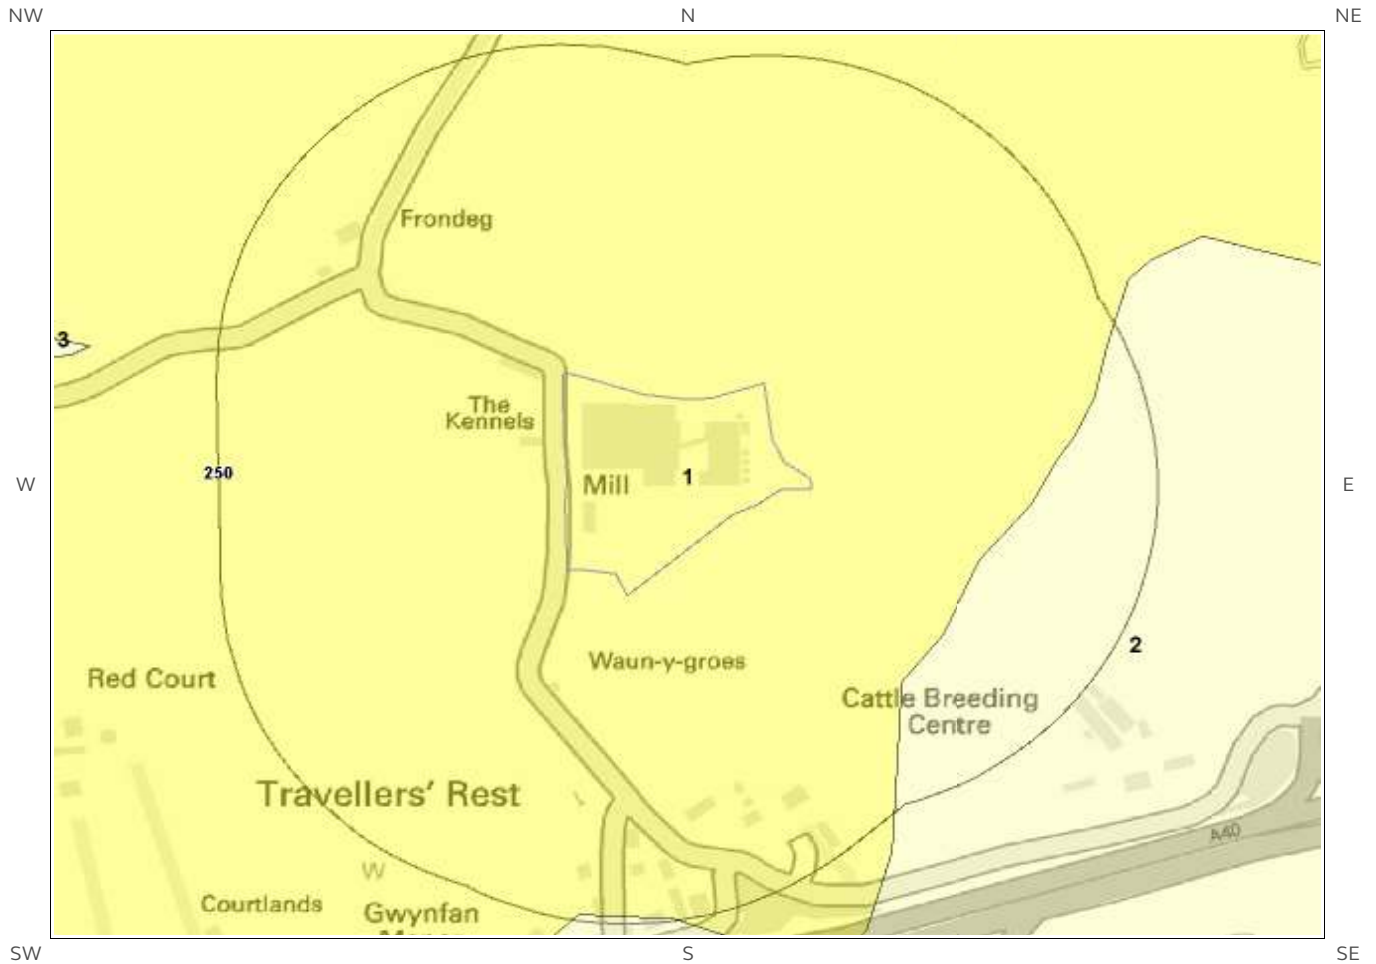 NW
N
NE
Frondeg
3
The
Kennels
250
Mill
1
W
E
Waun-y-groes
2
Red Court
Cattle Breeding
Centre
Travellers' Rest
A40
W
Courtlands
Gwynfan
SW
S
SE